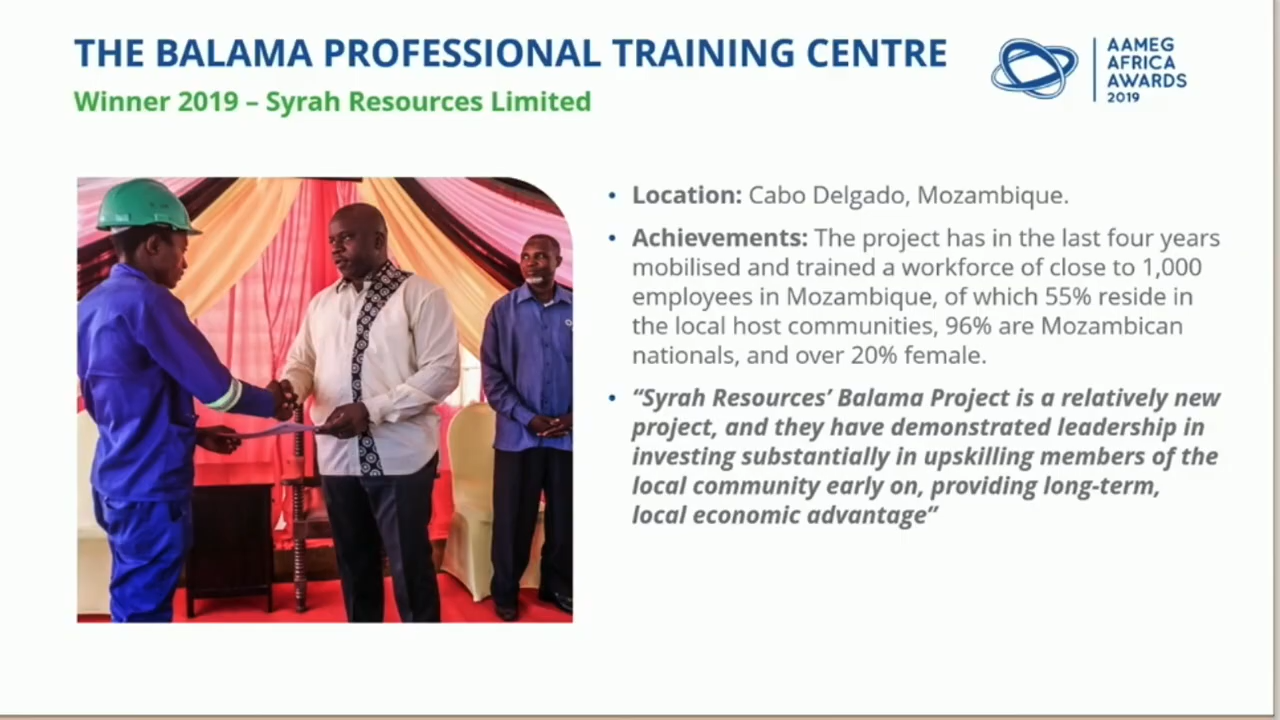 THE BALAMA PROFESSIONAL TRAINING CENTRE
Winner 2019 – Syrah Resources Limited
AAMEG
AFRICA
AWARDS
2019
• Location: Cabo Delgado, Mozambique.
• Achievements: The project has in the last four years
mobilised and trained a workforce of close to 1,000
employees in Mozambique, of which 55% reside in
the local host communities, 96% are Mozambican
nationals, and over 20% female.
• “Syrah Resources’ Balama Project is a relatively new
project, and they have demonstrated leadership in
investing substantially in upskilling members of the
local community early on, providing long-term,
local economic advantage”